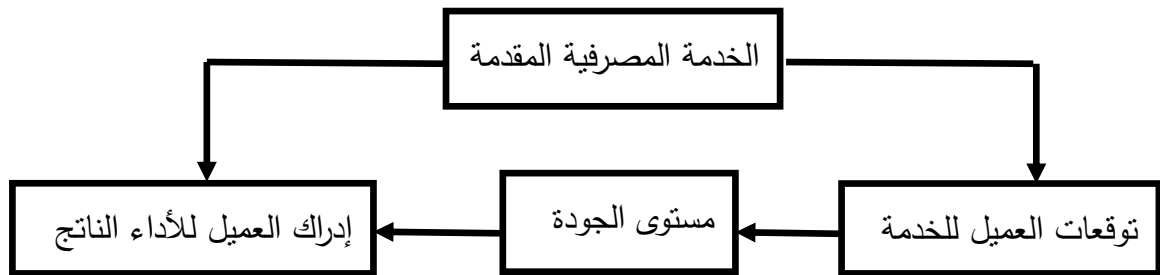 الخدمة المصرفية المقدمة
توقعات العميل للخدمة
مستوى الجودة
إدراك العميل للأداء الناتج